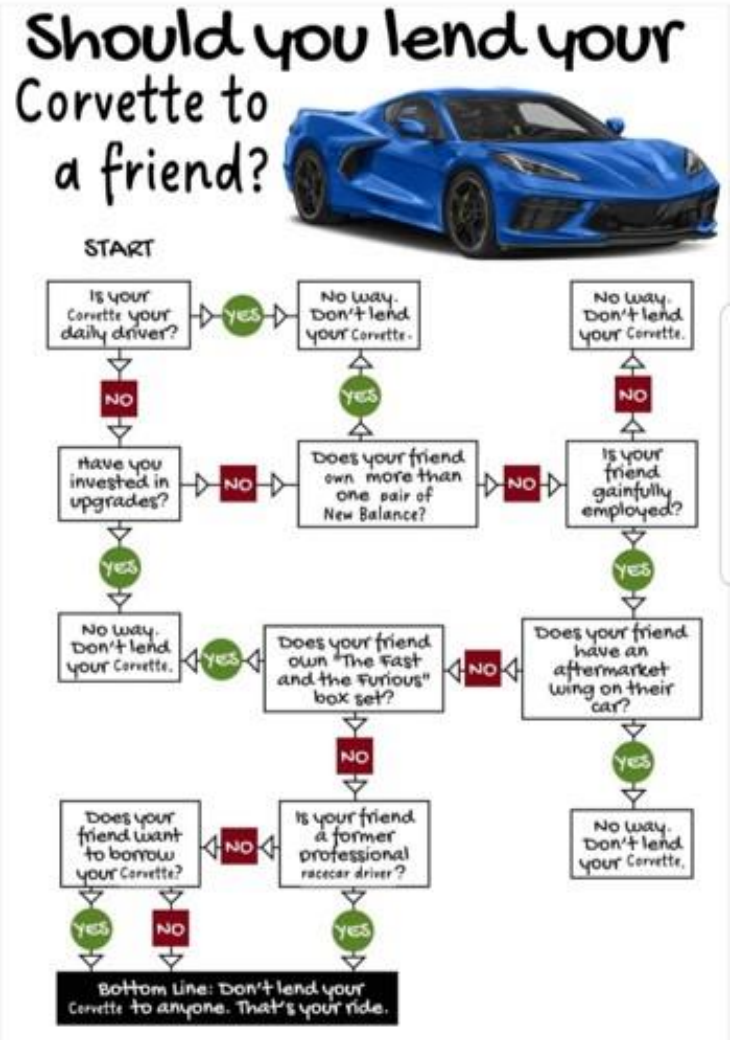 Should you lend your
Corvette to
a friend?
START
Is your
Corvette your
daily driver?
YES
No way.
Don't lend
your Corvette.
No way.
Don't lend
your Corvette.
NO
YES
NO
Have you
invested in
upgrades?
NO
Does your friend
own more than
one pair of
New Balance?
NO
Is your
friend
gainfully
employed?
YES
YES
No way.
Don't lend
your Corvette.
YES
Does your friend
own "The Fast
and the Furious"
box set?
NO
Does your friend
have an
aftermarket
wing on their
car?
NO
YES
Does your
friend want
to borrow
your Corvette?
NO
Is your friend
a former
professional
racecar driver?
No way.
Don't lend
your Corvette.
YES
NO
YES
Bottom Line: Don't lend your
Corvette to anyone. That's your ride.